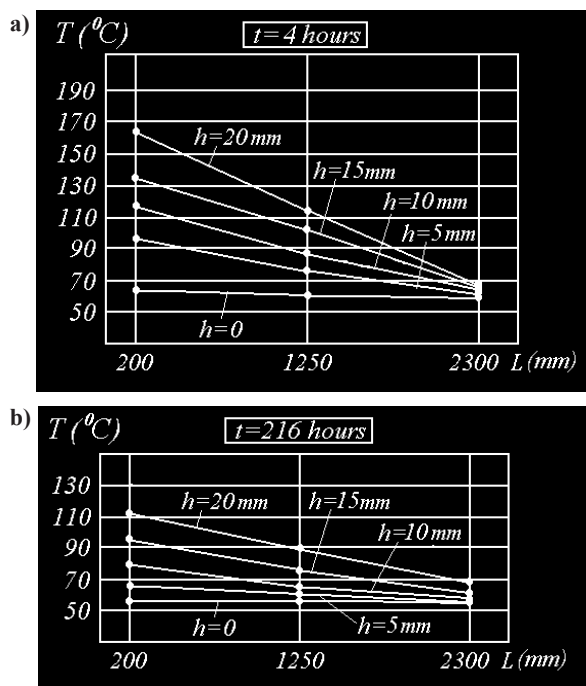 a)
T (⁰C)
t=4 hours
190
170
150
130
110
90
70
50
h=20mm
h=15mm
h=10mm
h=5mm
h=0
200 1250 2300 L(mm)
b)
T (⁰C)
t=216 hours
130
110
90
70
50
h=20mm
h=15mm
h=10mm
h=0
h=5mm
200 1250 2300 L(mm)